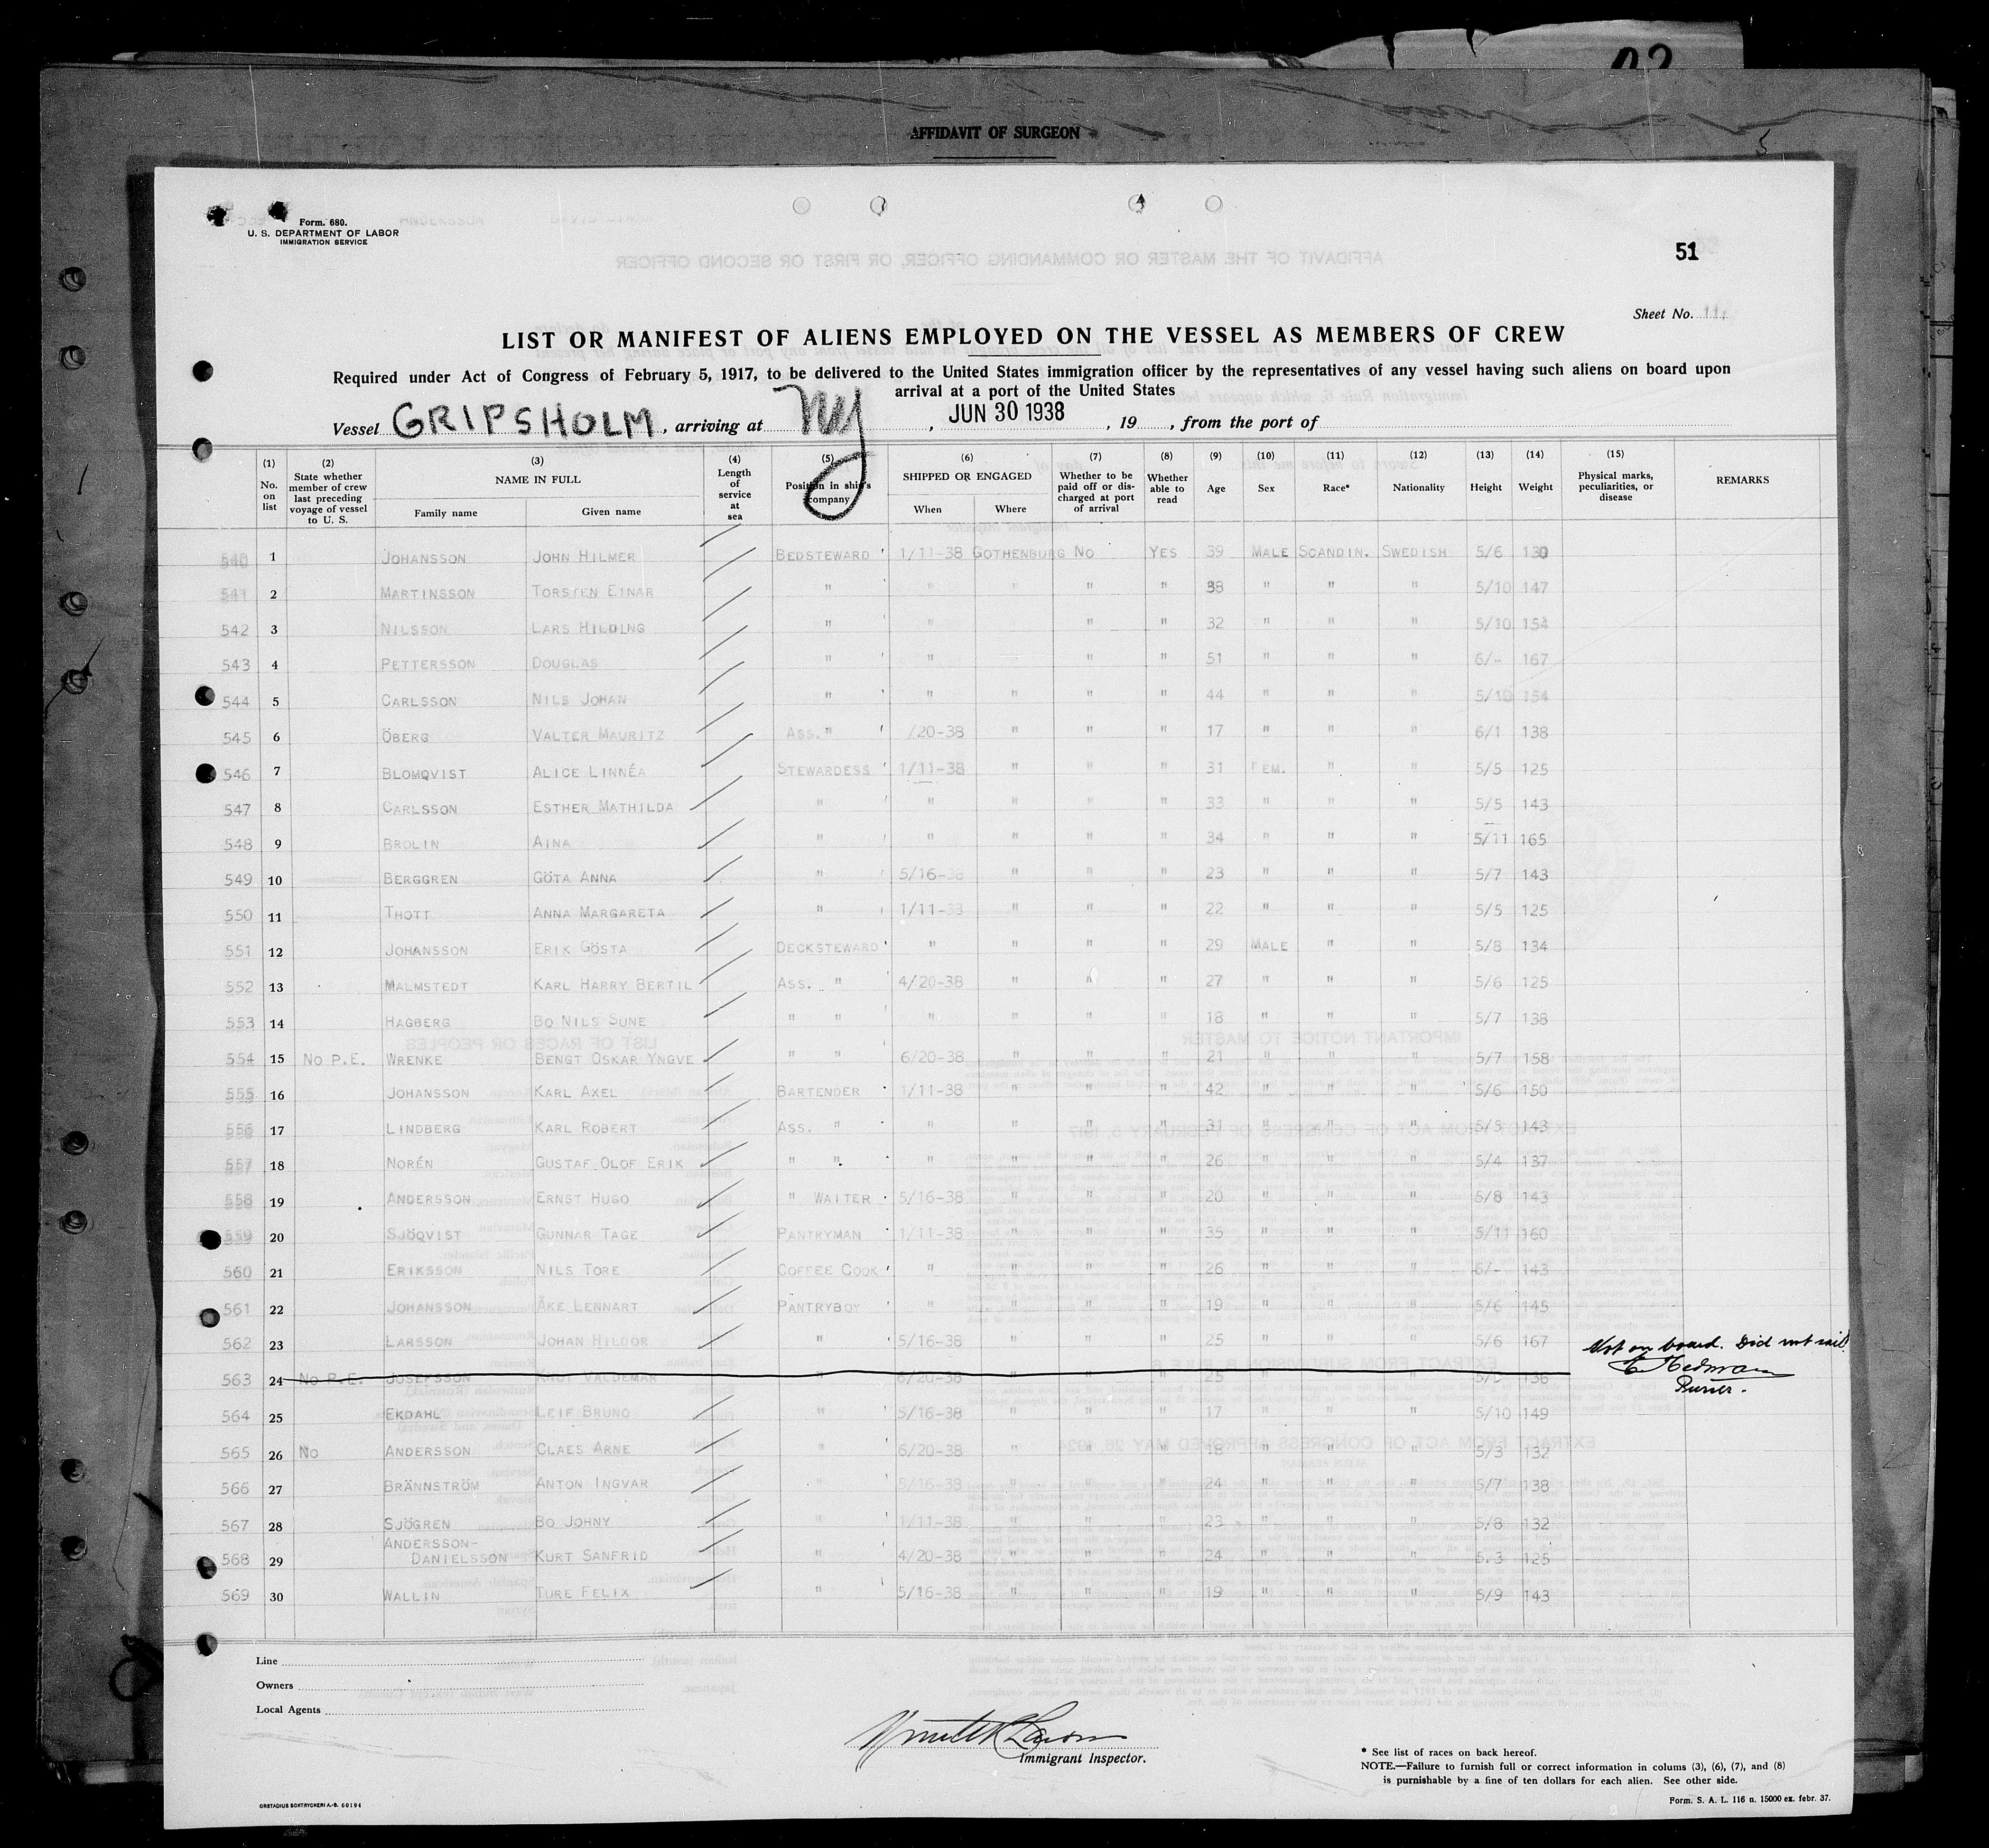 AFFIDAVIT OF SURGEON
Form. 680.
U. S. DEPARTMENT OF LABOR
IMMIGRATION SERVICE
51
Sheet No. 11,
LIST OR MANIFEST OF ALIENS EMPLOYED ON THE VESSEL AS MEMBERS OF CREW
Required under Act of Congress of February 5, 1917, to be delivered to the United States immigration officer by the representatives of any vessel having such aliens on board upon
arrival at a port of the United States
Vessel GRIPSHOLM, arriving at NY, JUN 30 1938, 19 , from the port of
(1) No. on list (2) State whether member of crew last preceding voyage of vessel to U. S. (3) NAME IN FULL Family name Given name (4) Length of service at sea (5) Position in ship's company (6) SHIPPED OR ENGAGED When Where (7) Whether to be paid off or discharged at port of arrival (8) Whether able to read (9) Age (10) Sex (11) Race* (12) Nationality (13) Height (14) Weight (15) Physical marks, peculiarities, or disease REMARKS
540 1 JOHANSSON JOHN HILMER BEDSTEWARD 1/11-38 GOTHENBURG NO YES 39 MALE SCANDIN. SWEDISH 5/6 130
541 2 MARTINSSON TORSTEN EINAR " " " " " 38 " " " 5/10 147
542 3 NILSSON LARS HILDING " " " " 32 " " " 5/10 154
543 4 PETTERSSON DOUGLAS " " " " 51 " " " 6/- 167
544 5 CARLSSON NILS JOHAN " " " " " 44 " " " 5/10 154
545 6 ÖBERG VALTER MAURITZ ASS. " /20-38 " " " 17 " " " 6/1 138
546 7 BLOMQVIST ALICE LINNÉA STEWARDESS 1/11-38 " " " 31 FEM. " " 5/5 125
547 8 CARLSSON ESTHER MATHILDA " " " " " 33 " " " 5/5 143
548 9 BROLIN AINA " " " " " 34 " " " 5/11 165
549 10 BERGGREN GÖTA ANNA " 5/16-38 " " " 23 " " " 5/7 143
550 11 THOTT ANNA MARGARETA " 1/11-38 " " " 22 " " " 5/5 125
551 12 JOHANSSON ERIK GÖSTA DECKSTEWARD " " " " 29 MALE " " 5/8 134
552 13 MALMSTEDT KARL HARRY BERTIL ASS. " 4/20-38 " " " 27 " " " 5/6 125
553 14 HAGBERG BO NILS SUNE " " " " " " 18 " " " 5/7 138
554 15 NO P.E. WRENKE BENGT OSKAR YNGVE " " 6/20-38 " " " 21 " " " 5/7 158
555 16 JOHANSSON KARL AXEL BARTENDER 1/11-38 " " " 42 " " " 5/6 150
556 17 LINDBERG KARL ROBERT ASS. " " " " " 31 " " " 5/5 143
557 18 NORÉN GUSTAF OLOF ERIK " " " " " " 26 " " " 5/4 137
558 19 ANDERSSON ERNST HUGO " WAITER 5/16-38 " " " 20 " " " 5/8 143
559 20 SJÖQVIST GUNNAR TAGE PANTRYMAN 1/11-38 " " " 35 " " " 5/11 160
560 21 ERIKSSON NILS TORE COFFEE COOK " " " " 26 " " " 6/- 143
561 22 JOHANSSON ÅKE LENNART PANTRYBOY " " " " 19 " " " 5/6 145
562 23 LARSSON JOHAN HILDOR " 5/16-38 " " " 25 " " " 5/6 167
Not on board. Did not sail.
563 24 NO P.E. JOSEFSSON KNUT VALDEMAR " 6/20-38 " " " 25 " " " 136 Hedman
Purser.
564 25 EKDAHL LEIF BRUNO " 5/16-38 " " " 17 " " " 5/10 149
565 26 NO ANDERSSON CLAES ARNE " 6/20-38 " " " 18 " " " 5/3 132
566 27 BRÄNNSTRÖM ANTON INGVAR " 5/16-38 " " " 24 " " " 5/7 138
567 28 SJÖGREN BO JOHNY 1/11-38 " " " 23 " " " 5/8 132
568 29 ANDERSSON-
DANIELSSON KURT SANFRID " 4/20-38 " " " 24 " " " 5.3 125
569 30 WALLIN TURE FELIX " 5/16-38 " " " 19 " " " 5/9 143
Line
Owners
Local Agents
Immigrant Inspector.
* See list of races on back hereof.
NOTE.—Failure to furnish full or correct information in colums (3), (6), (7), and (8)
is punishable by a fine of ten dollars for each alien. See other side.
ORSTADIUS BOKTRYCKERI A.-B. 60194
Form. S. A. L. 116 n. 15000 ex. febr. 37.